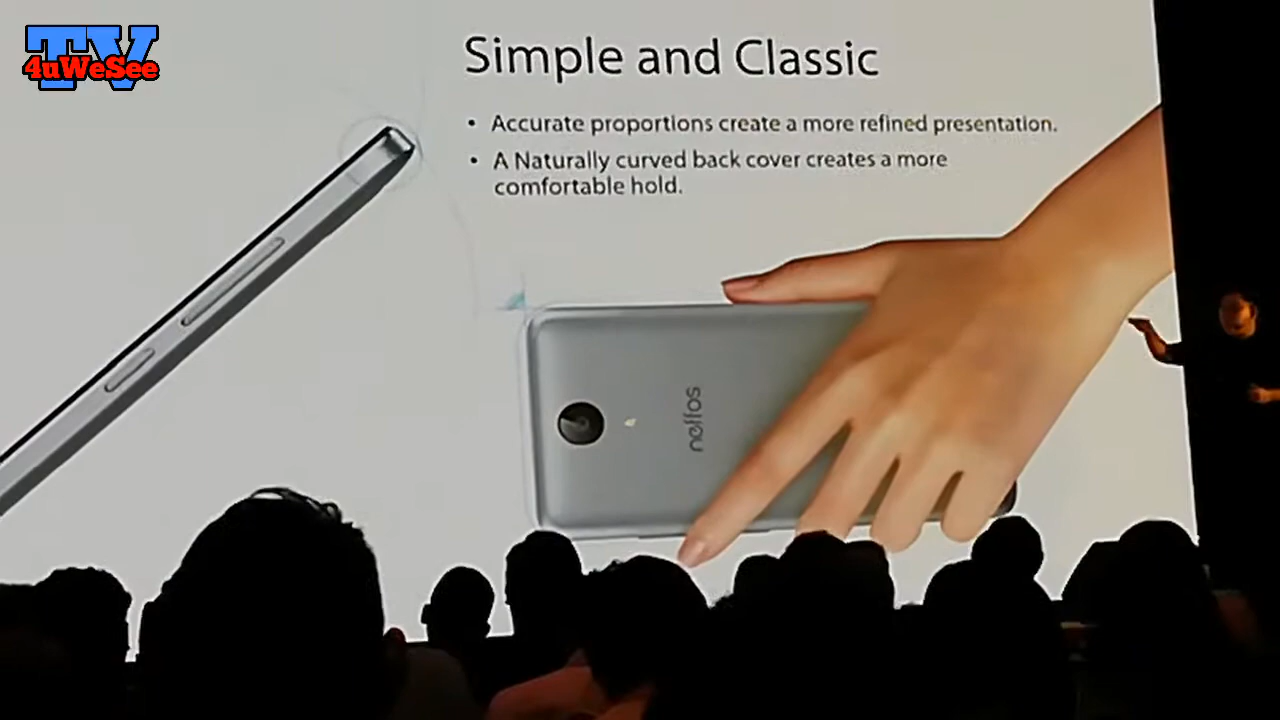 TV
4uWeSee
Simple and Classic
• Accurate proportions create a more refined presentation.
• A Naturally curved back cover creates a more
comfortable hold.
neffos